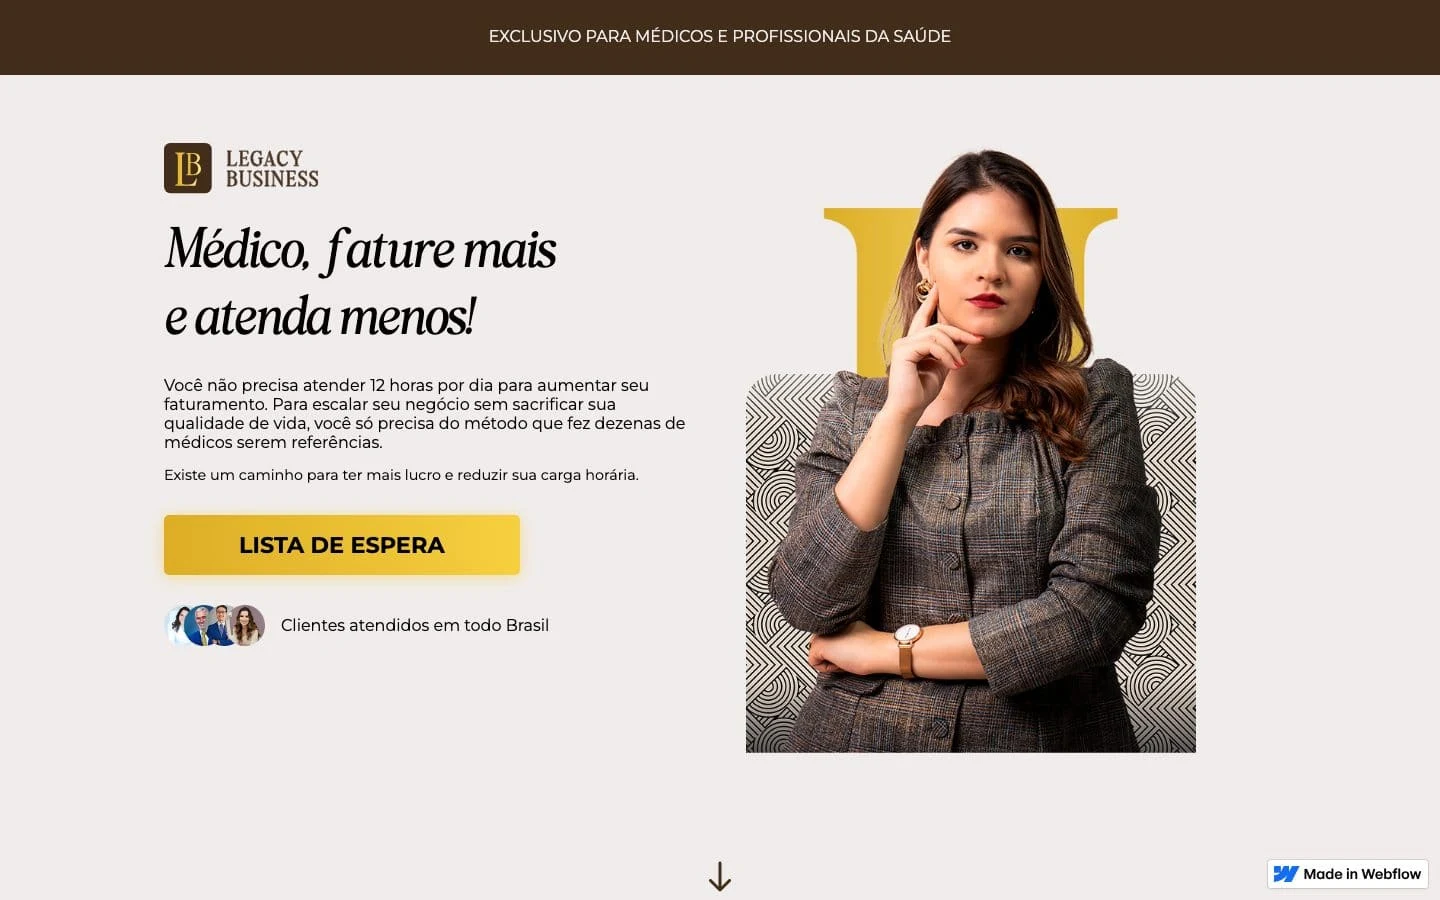 EXCLUSIVO PARA MÉDICOS E PROFISSIONAIS DA SAÚDE
LB
LEGACY
BUSINESS
Médico, fature mais
e atenda menos!
Você não precisa atender 12 horas por dia para aumentar seu
faturamento. Para escalar seu negócio sem sacrificar sua
qualidade de vida, você só precisa do método que fez dezenas de
médicos serem referências.
Existe um caminho para ter mais lucro e reduzir sua carga horária.
LISTA DE ESPERA
Clientes atendidos em todo Brasil
Made in Webflow